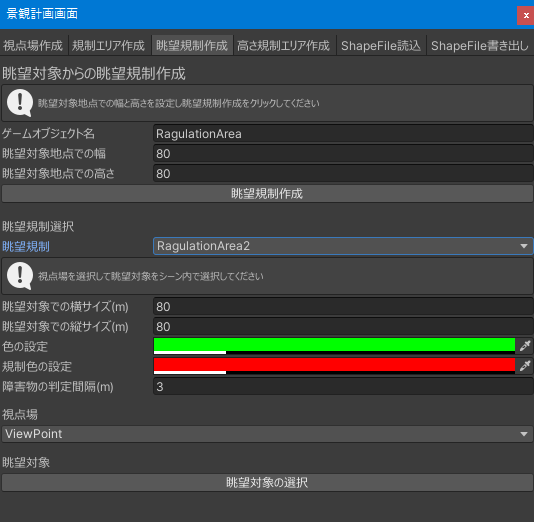 景観計画画面
視点場作成 規制エリア作成 眺望規制作成 高さ規制エリア作成 ShapeFile読込 ShapeFile書き出し
眺望対象からの眺望規制作成
眺望対象地点での幅と高さを設定し眺望規制作成をクリックしてください
ゲームオブジェクト名 RagulationArea
眺望対象地点での幅 80
眺望対象地点での高さ 80
眺望規制作成
眺望規制選択
眺望規制 RagulationArea2
視点場を選択して眺望対象をシーン内で選択してください
眺望対象での横サイズ(m) 80
眺望対象での縦サイズ(m) 80
色の設定
規制色の設定
障害物の判定間隔(m) 3
視点場
ViewPoint
眺望対象
眺望対象の選択